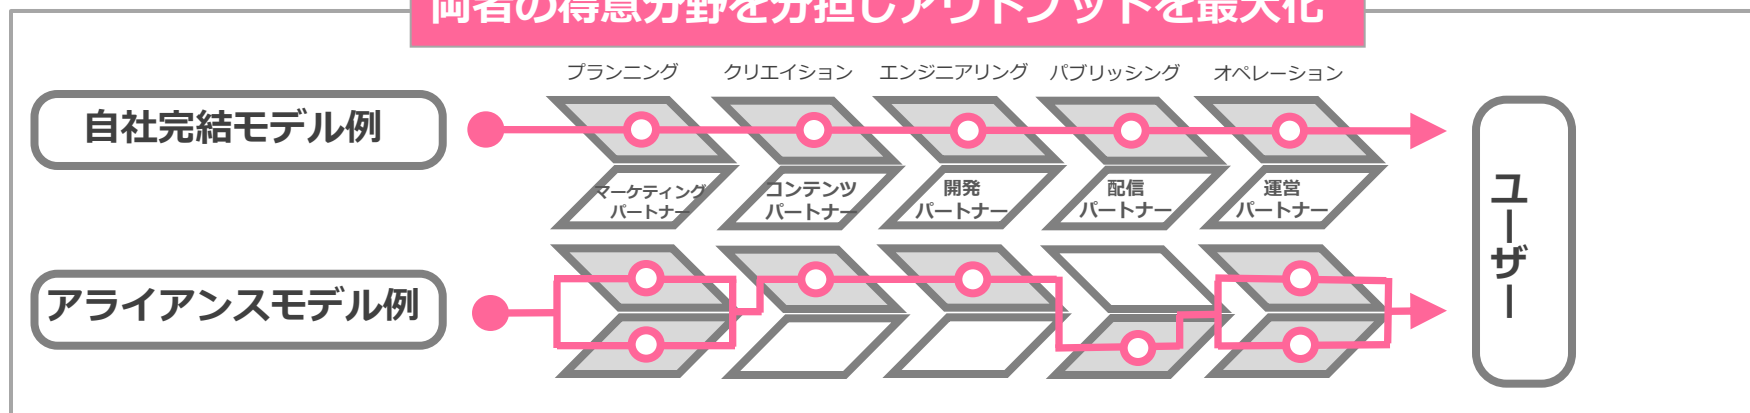 両者の得意分野を分担しアウトプットを最大化
プランニング クリエイション エンジニアリング パブリッシング オペレーション
自社完結モデル例
マーケティング
パートナー
コンテンツ
パートナー
開発
パートナー
配信
パートナー
運営
パートナー
アライアンスモデル例
ユーザー